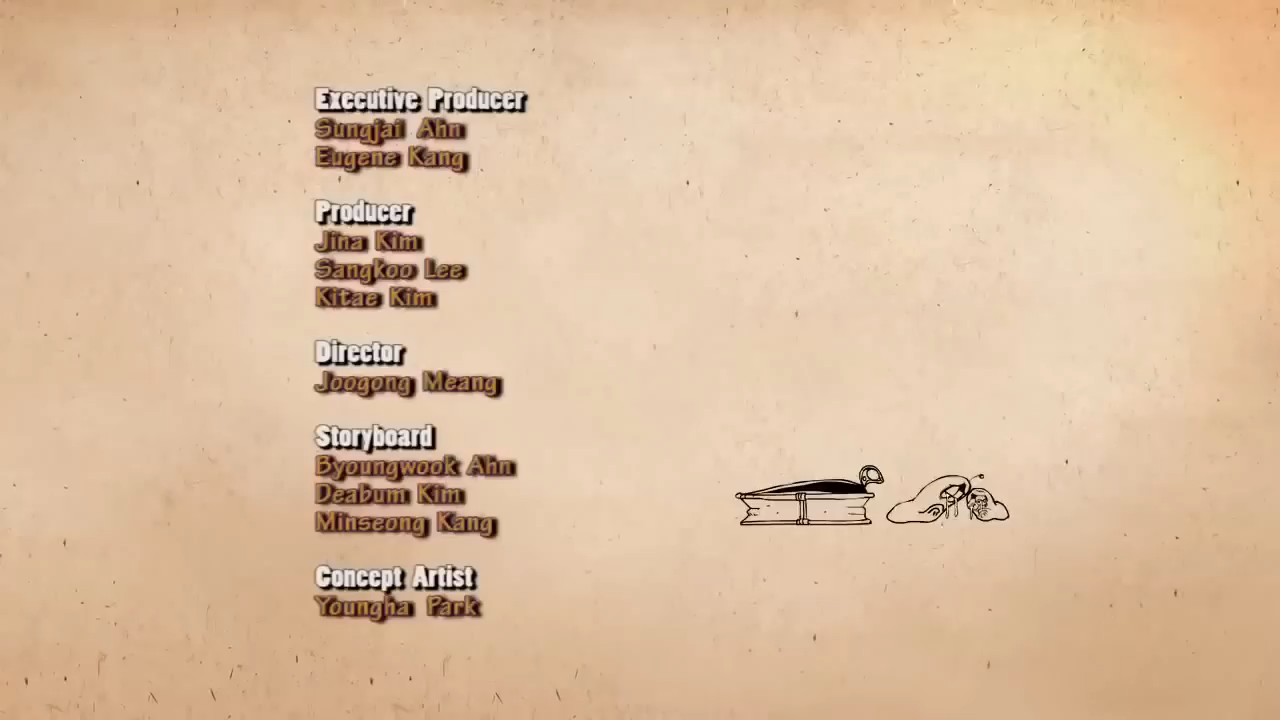 Executive Producer
Sungjai Ahn
Eugene Kang
Producer
Jina Kim
Sangkoo Lee
Kitae Kim
Director
Joogong Meang
Storyboard
Byoungwook Ahn
Deabum Kim
Minseong Kang
Concept Artist
Youngha Park